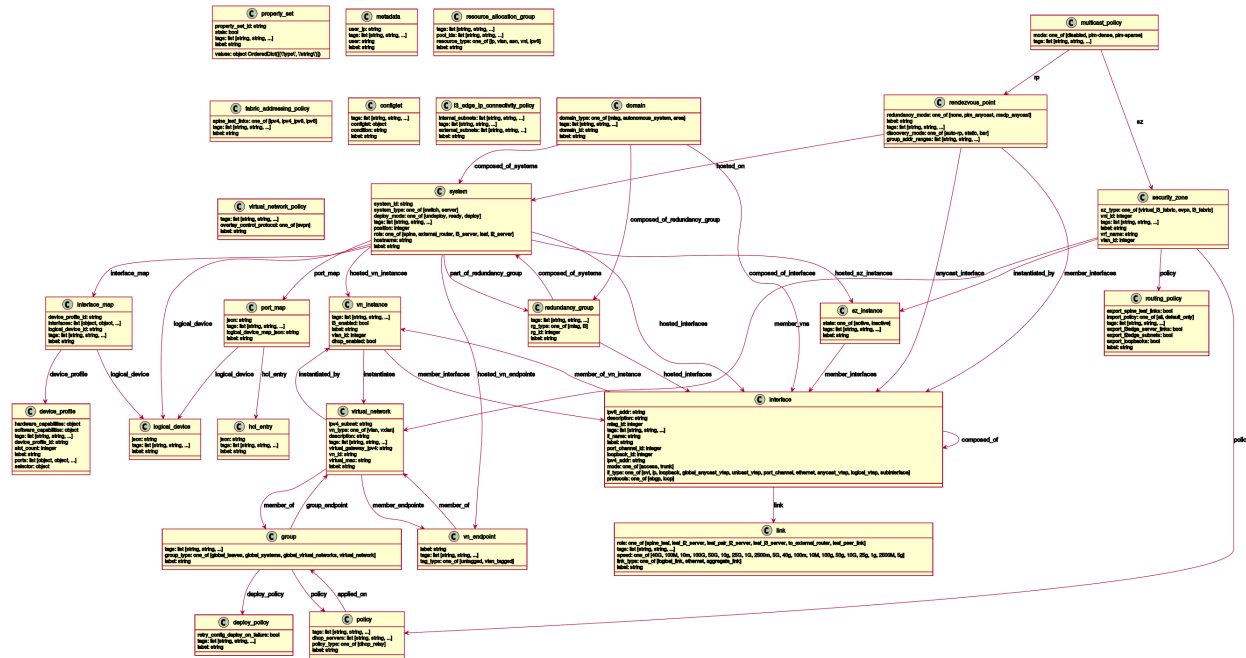 C property_set
property_set_id: string
stale: bool
tags: list [string, string, ...]
label: string
values: object OrderedDict([(\'type\', \'string\')])
C metadata
user_ip: string
tags: list [string, string, ...]
user: string
label: string
C resource_allocation_group
tags: list [string, string, ...]
pool_ids: list [string, string, ...]
resource_type: one_of [ip, vlan, asn, vni, ipv6]
label: string
C multicast_policy
mode: one_of [disabled, pim-dense, pim-sparse]
tags: list [string, string, ...]
rp
sz
C fabric_addressing_policy
spine_leaf_links: one_of [ipv4, ipv4_ipv6, ipv6]
tags: list [string, string, ...]
label: string
C configlet
tags: list [string, string, ...]
configlet: object
condition: string
label: string
C l3_edge_ip_connectivity_policy
internal_subnets: list [string, string, ...]
tags: list [string, string, ...]
external_subnets: list [string, string, ...]
label: string
C domain
domain_type: one_of [mlag, autonomous_system, area]
tags: list [string, string, ...]
domain_id: string
label: string
C rendezvous_point
redundancy_mode: one_of [none, pim_anycast, msdp_anycast]
label: string
tags: list [string, string, ...]
discovery_mode: one_of [auto-rp, static, bsr]
group_addr_ranges: list [string, string, ...]
composed_of_systems
hosted_on
C virtual_network_policy
tags: list [string, string, ...]
overlay_control_protocol: one_of [evpn]
label: string
C system
system_id: string
system_type: one_of [switch, server]
deploy_mode: one_of [undeploy, ready, deploy]
tags: list [string, string, ...]
position: integer
role: one_of [spine, external_router, l3_server, leaf, l2_server]
hostname: string
label: string
composed_of_redundancy_group
C security_zone
sz_type: one_of [virtual_l3_fabric, evpn, l3_fabric]
vni_id: integer
tags: list [string, string, ...]
label: string
vrf_name: string
vlan_id: integer
interface_map
port_map
hosted_vn_instances
part_of_redundancy_group
composed_of_systems
composed_of_interfaces
hosted_sz_instances
anycast_interface
member_interfaces
instantiated_by
policy
C interface_map
device_profile_id: string
interfaces: list [object, object, ...]
logical_device_id: string
tags: list [string, string, ...]
label: string
logical_device
C port_map
json: string
tags: list [string, string, ...]
logical_device_map_json: string
label: string
C vn_instance
tags: list [string, string, ...]
l3_enabled: bool
label: string
vlan_id: integer
dhcp_enabled: bool
C redundancy_group
tags: list [string, string, ...]
rg_type: one_of [mlag, l3]
rg_id: integer
label: string
hosted_interfaces
member_vns
C sz_instance
state: one_of [active, inactive]
tags: list [string, string, ...]
label: string
C routing_policy
export_spine_leaf_links: bool
import_policy: one_of [all, default_only]
tags: list [string, string, ...]
export_l3edge_server_links: bool
export_l2edge_subnets: bool
export_loopbacks: bool
label: string
device_profile
logical_device
logical_device
hcl_entry
instantiated_by
instantiates
member_interfaces
hosted_vn_endpoints
member_of_vn_instance
hosted_interfaces
member_interfaces
C device_profile
hardware_capabilities: object
software_capabilities: object
tags: list [string, string, ...]
device_profile_id: string
slot_count: integer
label: string
ports: list [object, object, ...]
selector: object
C logical_device
json: string
tags: list [string, string, ...]
label: string
C hcl_entry
json: string
tags: list [string, string, ...]
label: string
C virtual_network
ipv4_subnet: string
vn_type: one_of [vlan, vxlan]
description: string
tags: list [string, string, ...]
virtual_gateway_ipv4: string
vn_id: string
virtual_mac: string
label: string
C interface
ipv6_addr: string
description: string
mlag_id: integer
tags: list [string, string, ...]
if_name: string
label: string
port_channel_id: integer
loopback_id: integer
ipv4_addr: string
mode: one_of [access, trunk]
if_type: one_of [svi, ip, loopback, global_anycast_vtep, unicast_vtep, port_channel, ethernet, anycast_vtep, logical_vtep, subinterface]
protocols: one_of [ebgp, loop]
composed_of
policy
member_of
group_endpoint
member_endpoints
member_of
link
C group
tags: list [string, string, ...]
group_type: one_of [global_leaves, global_systems, global_virtual_networks, virtual_network]
label: string
C vn_endpoint
label: string
tags: list [string, string, ...]
tag_type: one_of [untagged, vlan_tagged]
C link
role: one_of [spine_leaf, leaf_l2_server, leaf_pair_l2_server, leaf_l3_server, to_external_router, leaf_peer_link]
tags: list [string, string, ...]
speed: one_of [40G, 100M, 10m, 100G, 50G, 10g, 25G, 1G, 2500m, 5G, 40g, 100m, 10M, 100g, 50g, 10G, 25g, 1g, 2500M, 5g]
link_type: one_of [logical_link, ethernet, aggregate_link]
label: string
deploy_policy
policy
applied_on
C deploy_policy
retry_config_deploy_on_failure: bool
tags: list [string, string, ...]
label: string
C policy
tags: list [string, string, ...]
dhcp_servers: list [string, string, ...]
policy_type: one_of [dhcp_relay]
label: string